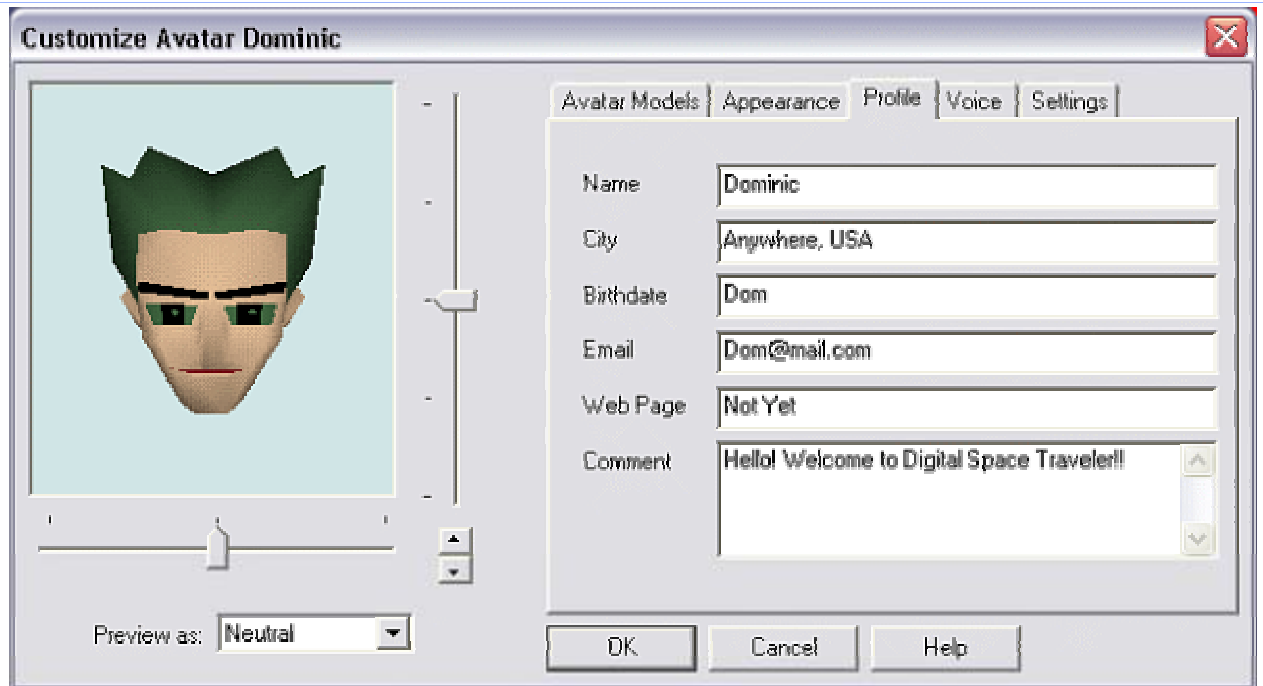 Customize Avatar Dominic
Avatar Models Appearance Profile Voice Settings
Name Dominic
City Anywhere, USA
Birthdate Dom
Email Dom@mail.com
Web Page Not Yet
Comment Hello! Welcome to Digital Space Traveler!!
Preview as: Neutral
OK Cancel Help